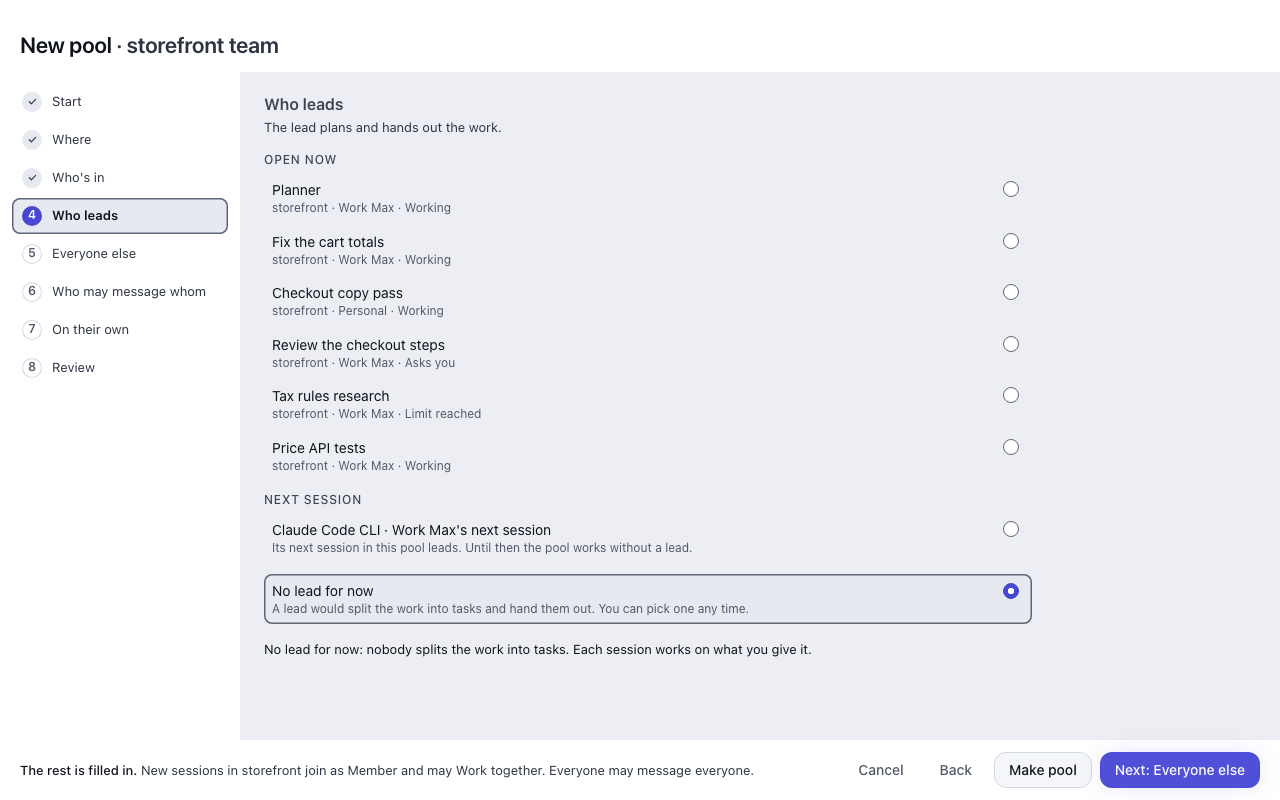 New pool · storefront team
Start
Where
Who's in
4 Who leads
5 Everyone else
6 Who may message whom
7 On their own
8 Review
Who leads
The lead plans and hands out the work.
OPEN NOW
Planner
storefront · Work Max · Working
Fix the cart totals
storefront · Work Max · Working
Checkout copy pass
storefront · Personal · Working
Review the checkout steps
storefront · Work Max · Asks you
Tax rules research
storefront · Work Max · Limit reached
Price API tests
storefront · Work Max · Working
NEXT SESSION
Claude Code CLI · Work Max's next session
Its next session in this pool leads. Until then the pool works without a lead.
No lead for now
A lead would split the work into tasks and hand them out. You can pick one any time.
No lead for now: nobody splits the work into tasks. Each session works on what you give it.
The rest is filled in. New sessions in storefront join as Member and may Work together. Everyone may message everyone.
Cancel
Back
Make pool
Next: Everyone else